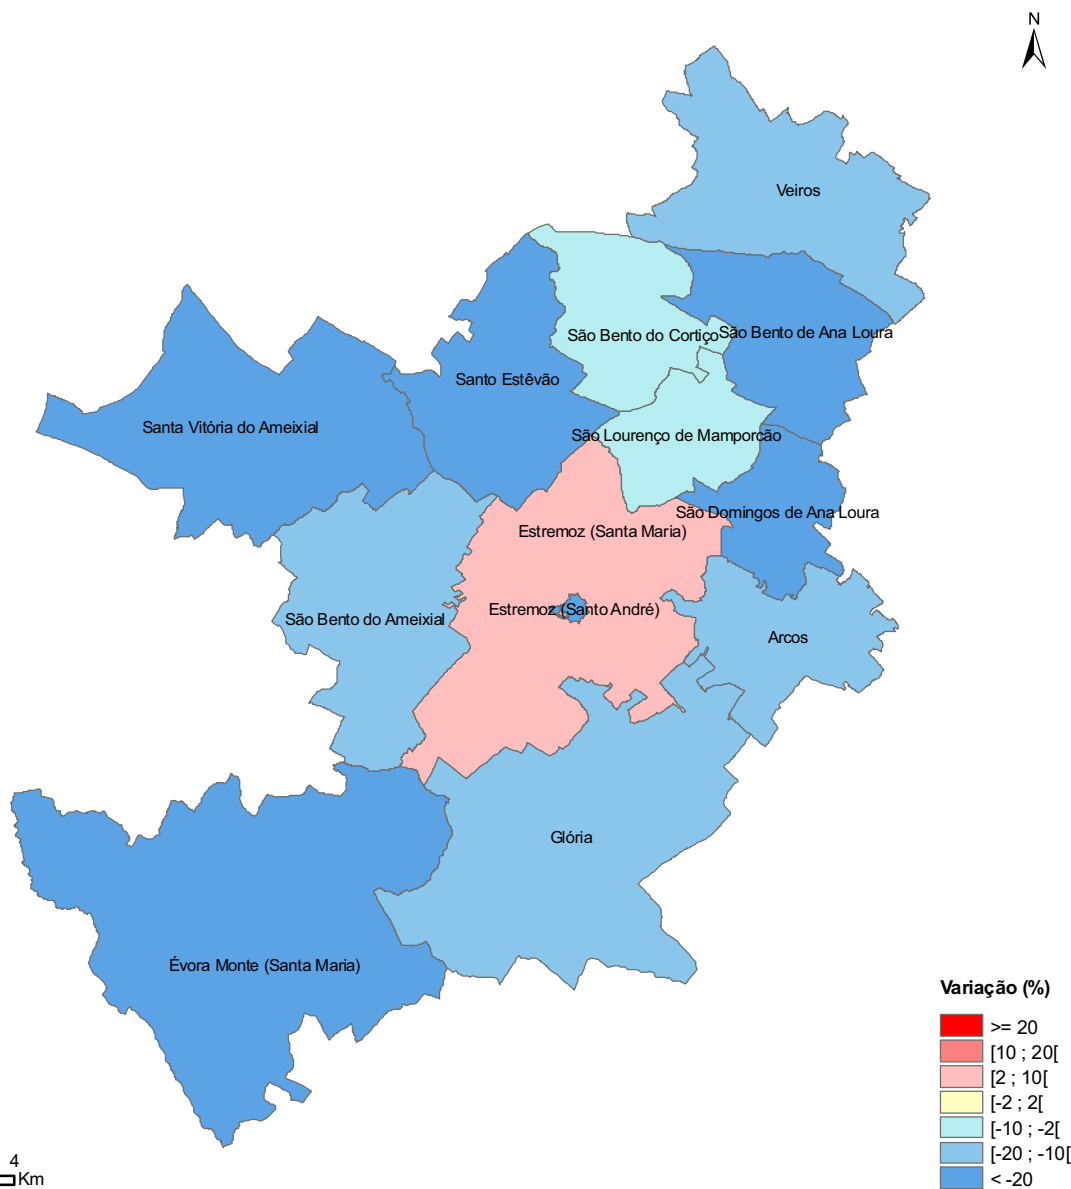 N
Veiros
São Bento do Cortiço
São Bento de Ana Loura
Santo Estêvão
Santa Vitória do Ameixial
São Lourenço de Mamporcão
São Domingos de Ana Loura
Estremoz (Santa Maria)
Estremoz (Santo André)
São Bento do Ameixial
Arcos
Glória
Évora Monte (Santa Maria)
Variação (%)
>= 20
[10 ; 20[
[2 ; 10[
[-2 ; 2[
[-10 ; -2[
[-20 ; -10[
< -20
4
Km